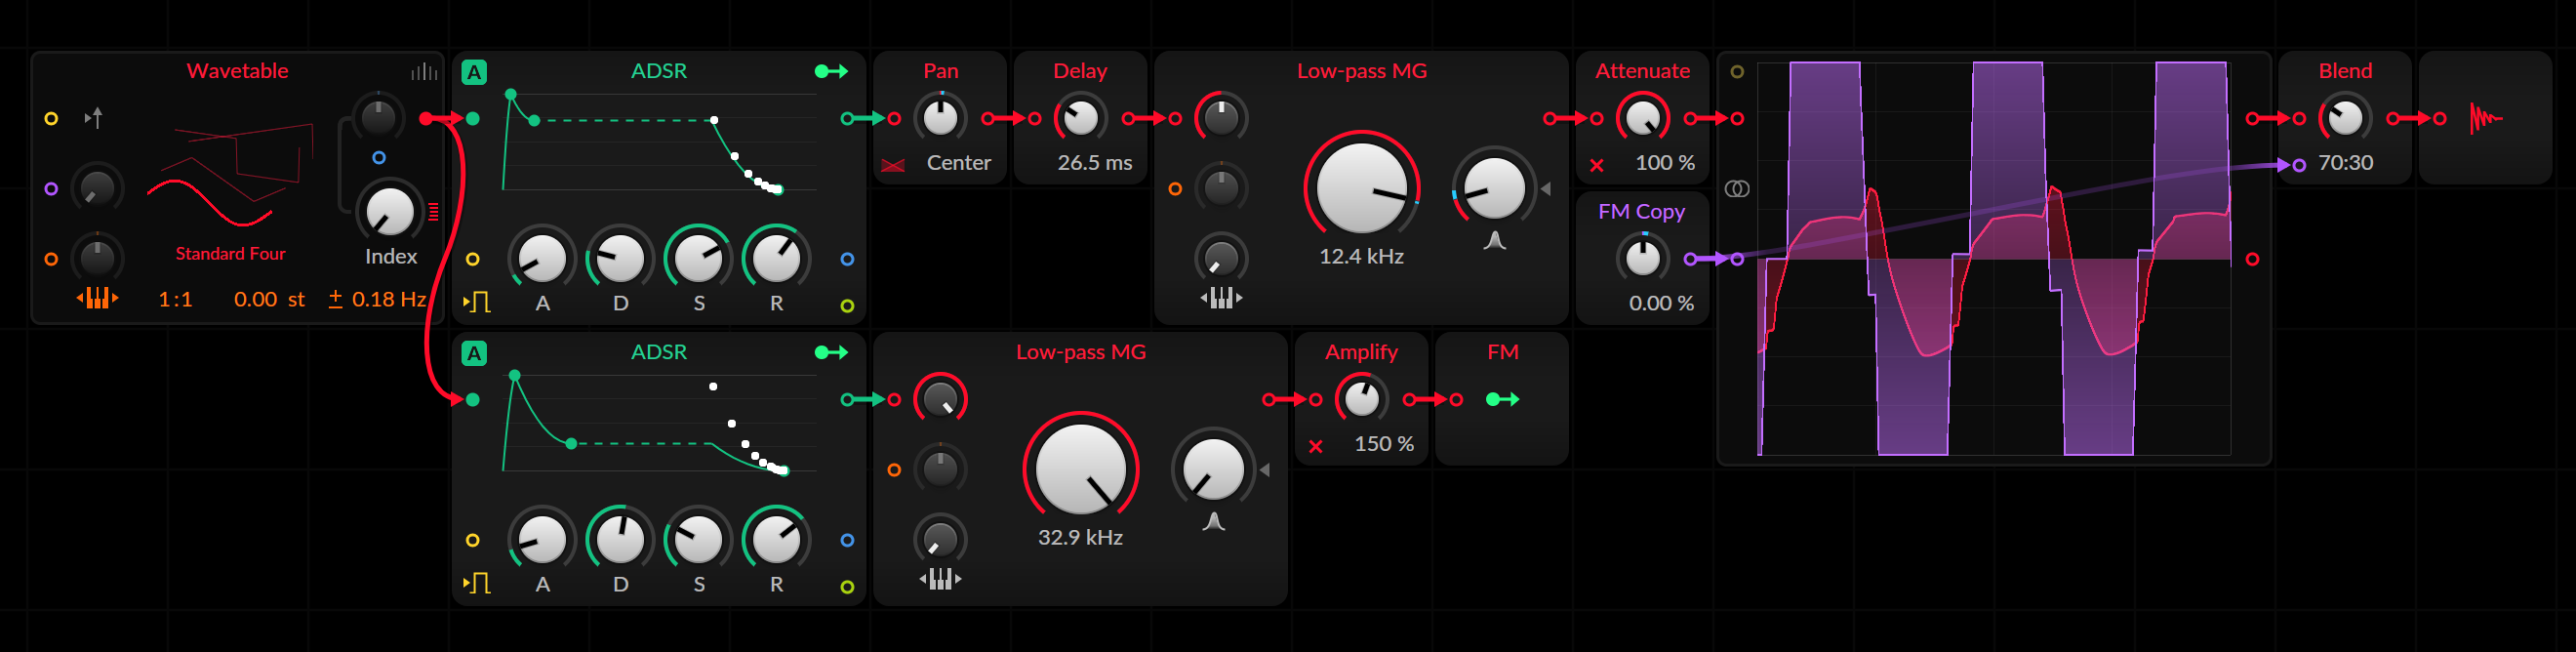 Wavetable
Standard Four
Index
1:1 0.00 st ± 0.18 Hz
A ADSR
A D S R
Pan
Center
Delay
26.5 ms
Low-pass MG
12.4 kHz
Attenuate
100 %
FM Copy
0.00 %
Blend
70:30
A ADSR
A D S R
Low-pass MG
32.9 kHz
Amplify
150 %
FM